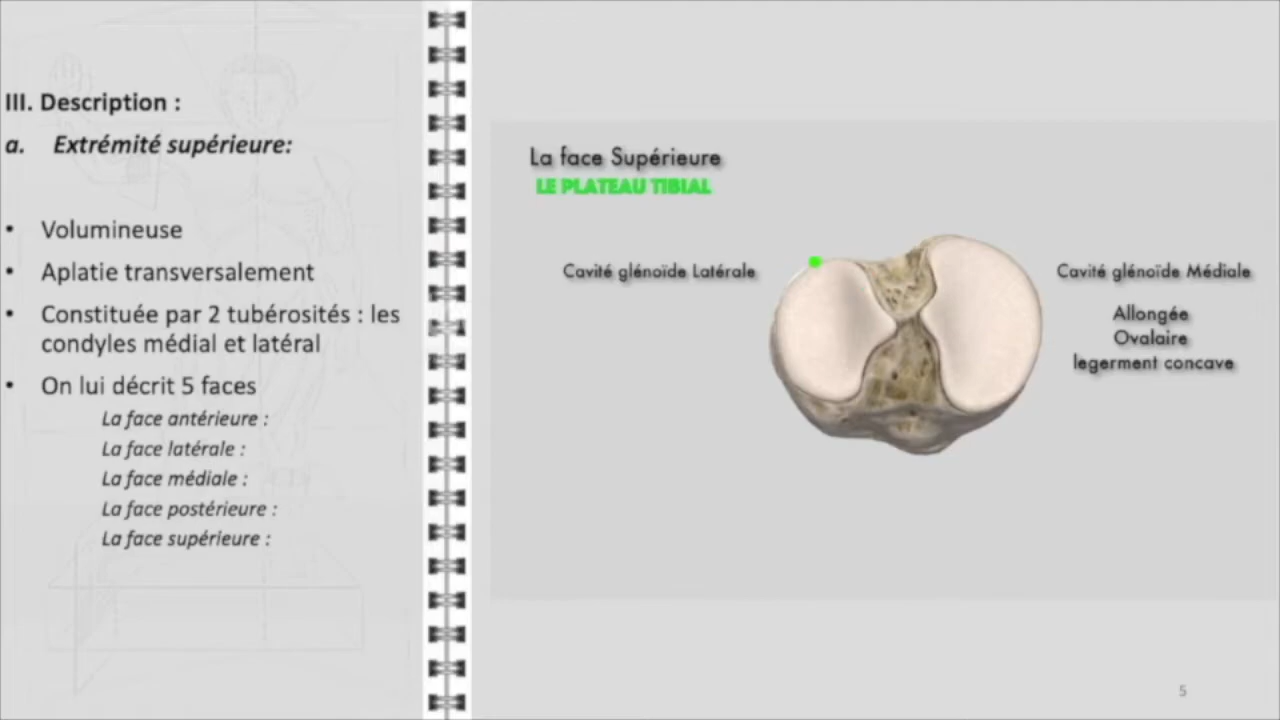 III. Description :
a. Extrémité supérieure:
• Volumineuse
• Aplatie transversalement
• Constituée par 2 tubérosités : les
condyles médial et latéral
• On lui décrit 5 faces
La face antérieure :
La face latérale :
La face médiale :
La face postérieure :
La face supérieure :
La face Supérieure
LE PLATEAU TIBIAL
Cavité glénoïde Latérale
Cavité glénoïde Médiale
Allongée
Ovalaire
legerment concave
5